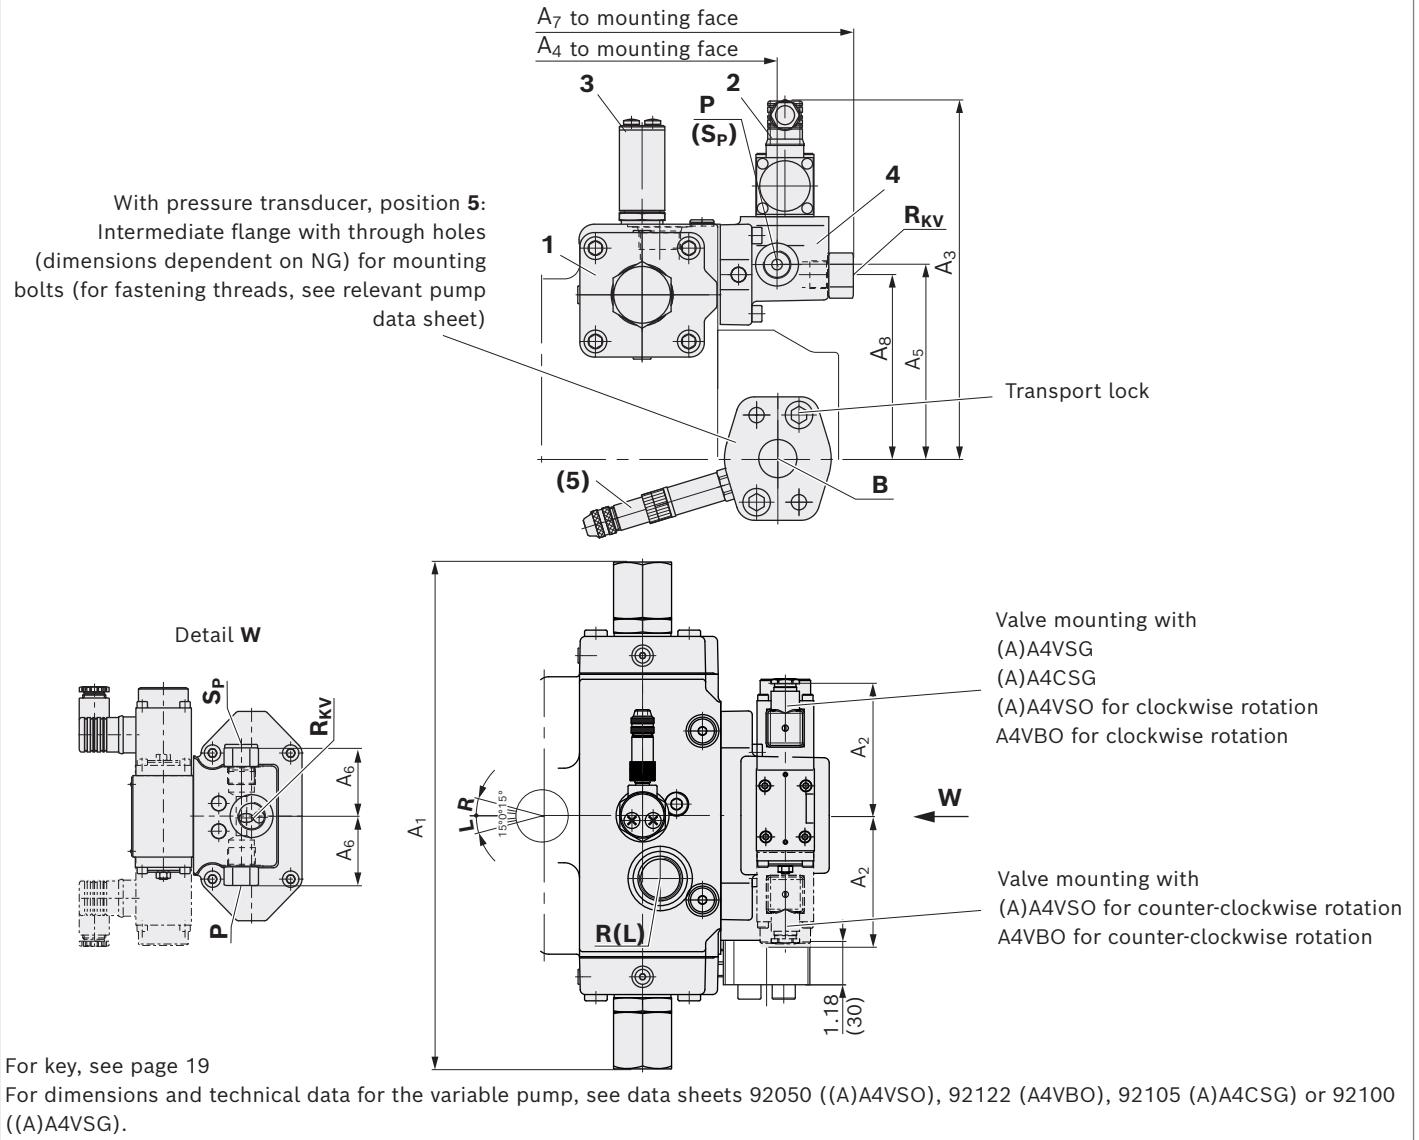 A7 to mounting face
A4 to mounting face
3
2
P
(SP)
4
RKV
With pressure transducer, position 5:
Intermediate flange with through holes
(dimensions dependent on NG) for mounting
bolts (for fastening threads, see relevant pump
data sheet)
1
A3
A8
A5
Transport lock
(5)
B
Detail W
SP
RKV
A6
A6
P
A1
L R
15°0°15°
R(L)
A2
A2
W
1.18
(30)
Valve mounting with
(A)A4VSG
(A)A4CSG
(A)A4VSO for clockwise rotation
A4VBO for clockwise rotation
Valve mounting with
(A)A4VSO for counter-clockwise rotation
A4VBO for counter-clockwise rotation
For key, see page 19
For dimensions and technical data for the variable pump, see data sheets 92050 ((A)A4VSO), 92122 (A4VBO), 92105 (A)A4CSG) or 92100
((A)A4VSG).